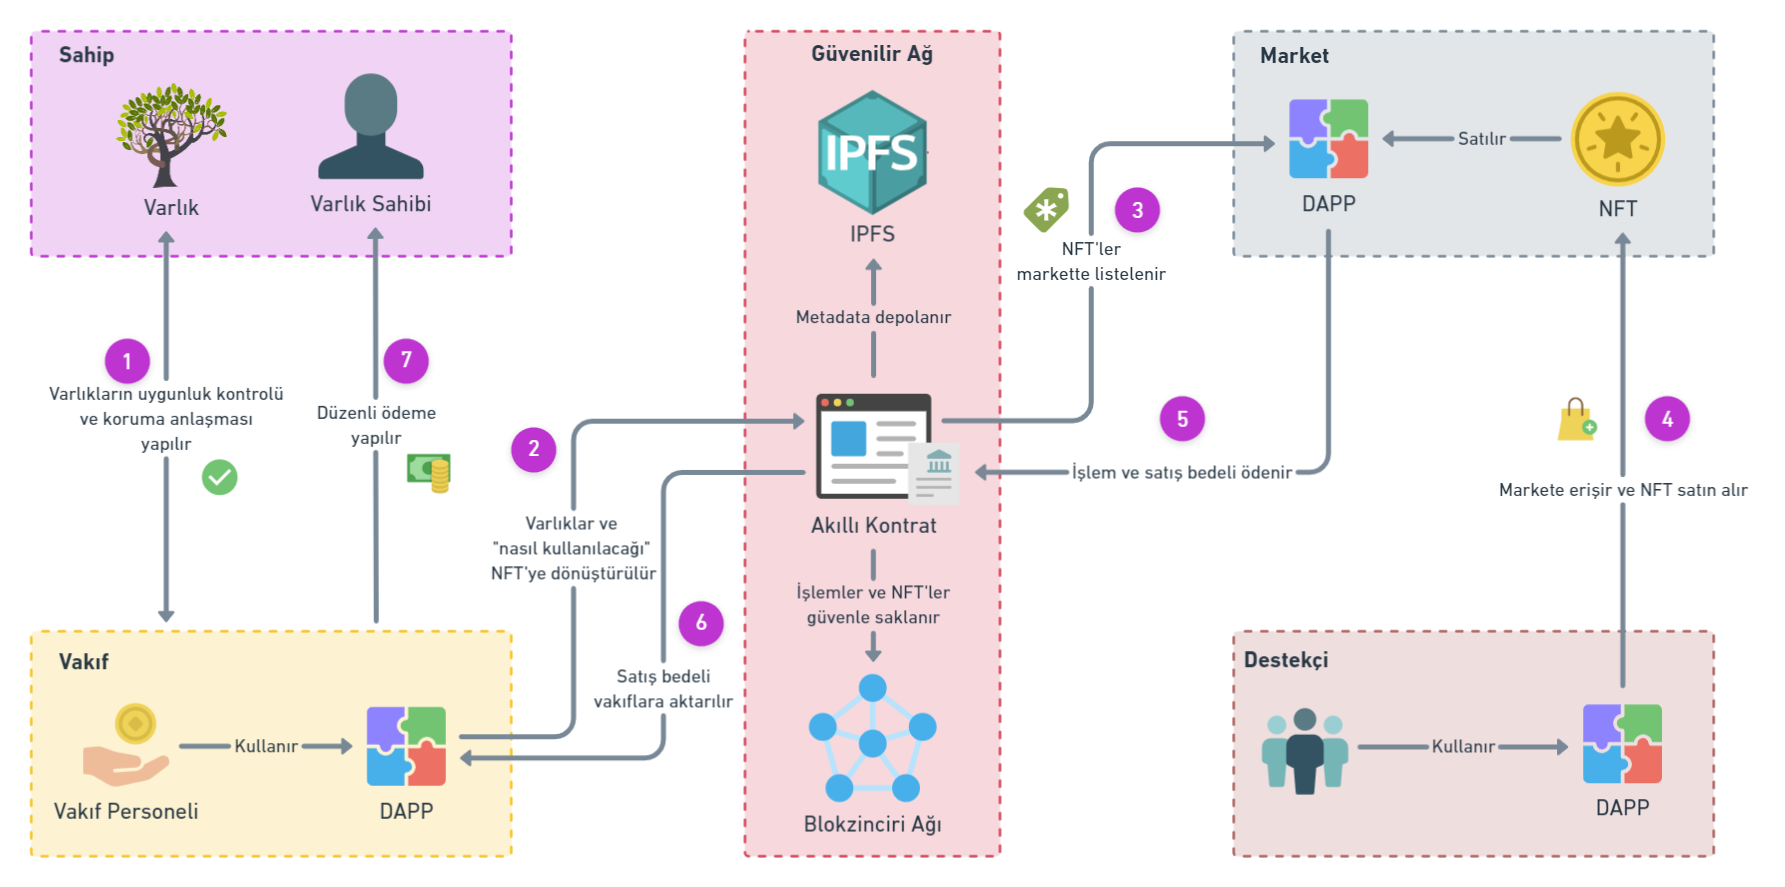 Sahip
Varlık
Varlık Sahibi
1
Varlıkların uygunluk kontrolü
ve koruma anlaşması
yapılır
7
Düzenli ödeme
yapılır
Vakıf
Vakıf Personeli
Kullanır
DAPP
2
Varlıklar ve
"nasıl kullanılacağı"
NFT'ye dönüştürülür
6
Satış bedeli
vakıflara aktarılır
Güvenilir Ağ
IPFS
IPFS
Metadata depolanır
Akıllı Kontrat
İşlemler ve NFT'ler
güvenle saklanır
Blokzinciri Ağı
3
NFT'ler
markette listelenir
Market
DAPP
Satılır
NFT
5
İşlem ve satış bedeli ödenir
4
Markete erişir ve NFT satın alır
Destekçi
Kullanır
DAPP